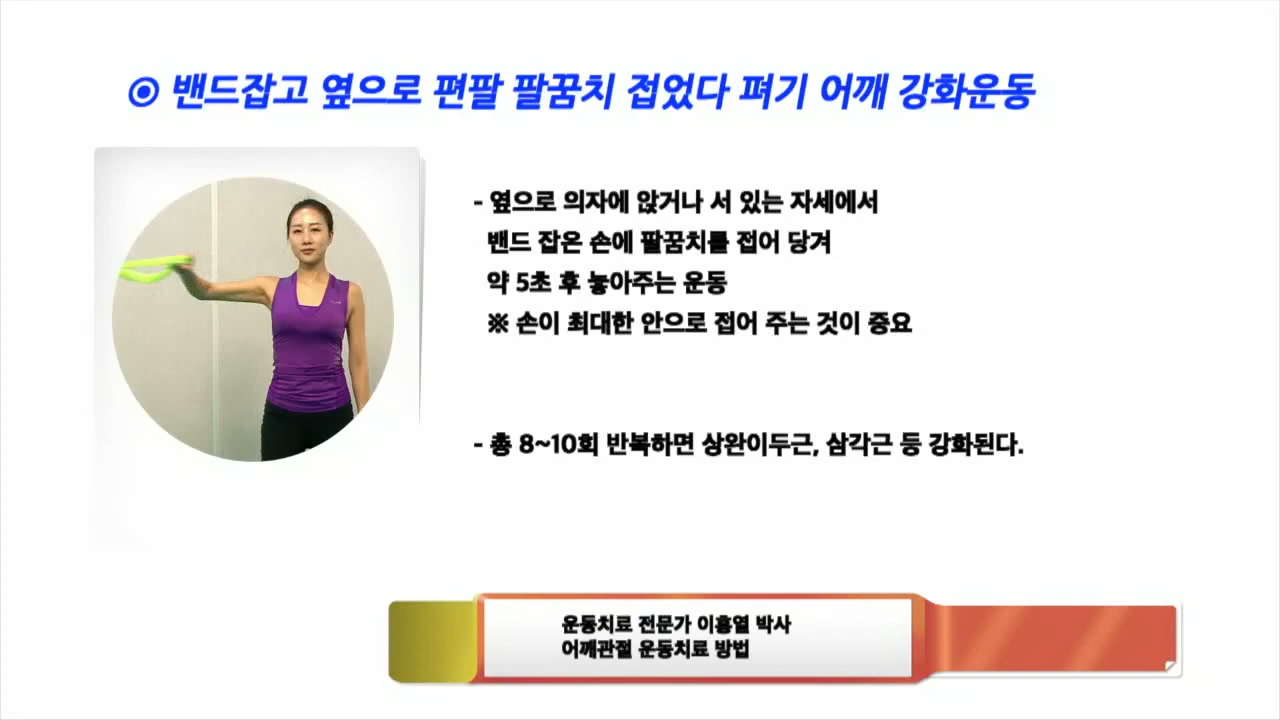 ◉ 밴드잡고 옆으로 편팔 팔꿈치 접었다 펴기 어깨 강화운동
- 옆으로 의자에 앉거나 서 있는 자세에서
밴드 잡은 손에 팔꿈치를 접어 당겨
약 5초 후 놓아주는 운동
※ 손이 최대한 안으로 접어 주는 것이 중요
- 총 8~10회 반복하면 상완이두근, 삼각근 등 강화된다.
운동치료 전문가 이홍열 박사
어깨관절 운동치료 방법